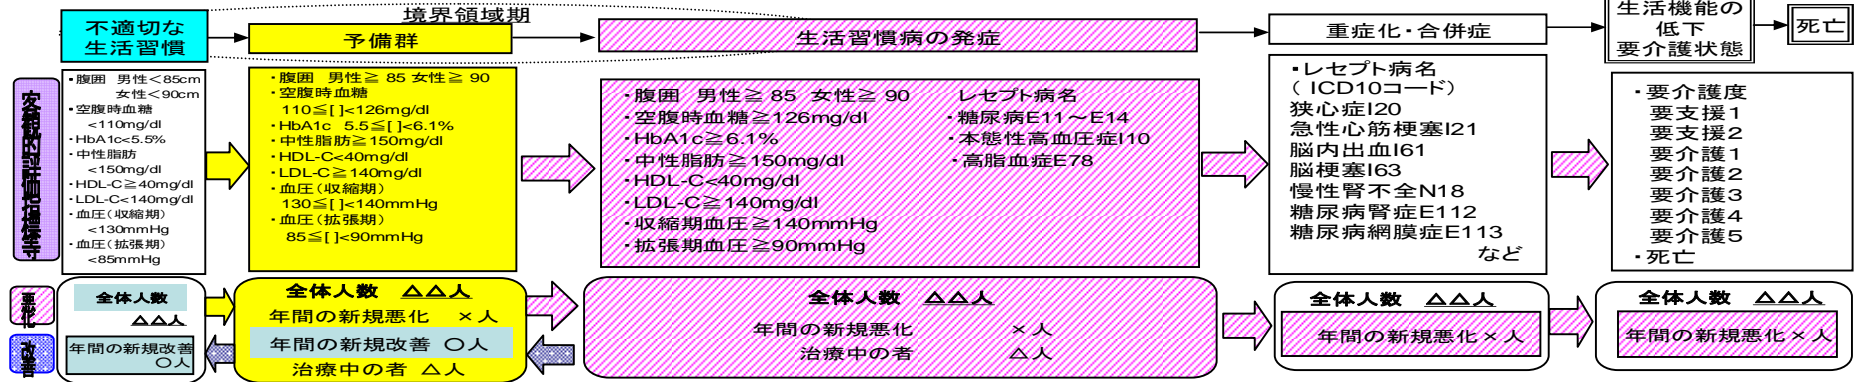 境界領域期
不適切な
生活習慣
予備群
生活習慣病の発症
重症化・合併症
生活機能の
低下
要介護状態
死亡
客観的評価指標等
・腹囲 男性<85cm
女性<90cm
・空腹時血糖
<110mg/dl
・HbA1c<5.5%
・中性脂肪
<150mg/dl
・HDL-C≧40mg/dl
・LDL-C<140mg/dl
・血圧(収縮期)
<130mmHg
・血圧(拡張期)
<85mmHg
・腹囲 男性≧85 女性≧90
・空腹時血糖
110≦[ ]<126mg/dl
・HbA1c 5.5≦[ ]<6.1%
・中性脂肪≧150mg/dl
・HDL-C<40mg/dl
・LDL-C≧140mg/dl
・血圧(収縮期)
130≦[ ]<140mmHg
・血圧(拡張期)
85≦[ ]<90mmHg
・腹囲 男性≧85 女性≧90
・空腹時血糖≧126mg/dl
・HbA1c≧6.1%
・中性脂肪≧150mg/dl
・HDL-C<40mg/dl
・LDL-C≧140mg/dl
・収縮期血圧≧140mmHg
・拡張期血圧≧90mmHg
レセプト病名
・糖尿病E11～E14
・本態性高血圧症I10
・高脂血症E78
・レセプト病名
(ICD10コード)
狭心症I20
急性心筋梗塞I21
脳内出血I61
脳梗塞I63
慢性腎不全N18
糖尿病腎症E112
糖尿病網膜症E113
など
・要介護度
要支援1
要支援2
要介護1
要介護2
要介護3
要介護4
要介護5
・死亡
悪化
改善
全体人数
△△人
年間の新規改善
○人
全体人数 △△人
年間の新規悪化 ×人
年間の新規改善 ○人
治療中の者 △人
全体人数 △△人
年間の新規悪化 ×人
治療中の者 △人
全体人数 △△人
年間の新規悪化×人
全体人数 △△人
年間の新規悪化×人